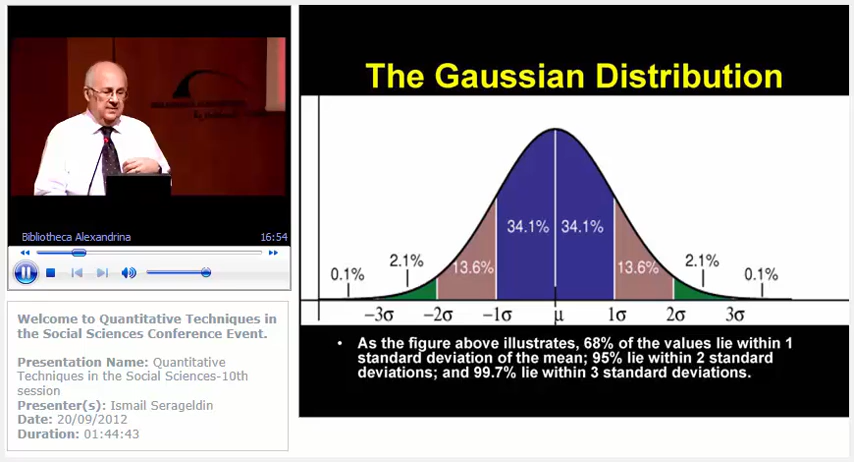 Bibliotheca Alexandrina 16:54
Welcome to Quantitative Techniques in
the Social Sciences Conference Event.
Presentation Name: Quantitative
Techniques in the Social Sciences-10th
session
Presenter(s): Ismail Serageldin
Date: 20/09/2012
Duration: 01:44:43
The Gaussian Distribution
34.1% 34.1%
13.6% 13.6%
2.1% 2.1%
0.1% 0.1%
−3σ −2σ −1σ μ 1σ 2σ 3σ
• As the figure above illustrates, 68% of the values lie within 1
standard deviation of the mean; 95% lie within 2 standard
deviations; and 99.7% lie within 3 standard deviations.